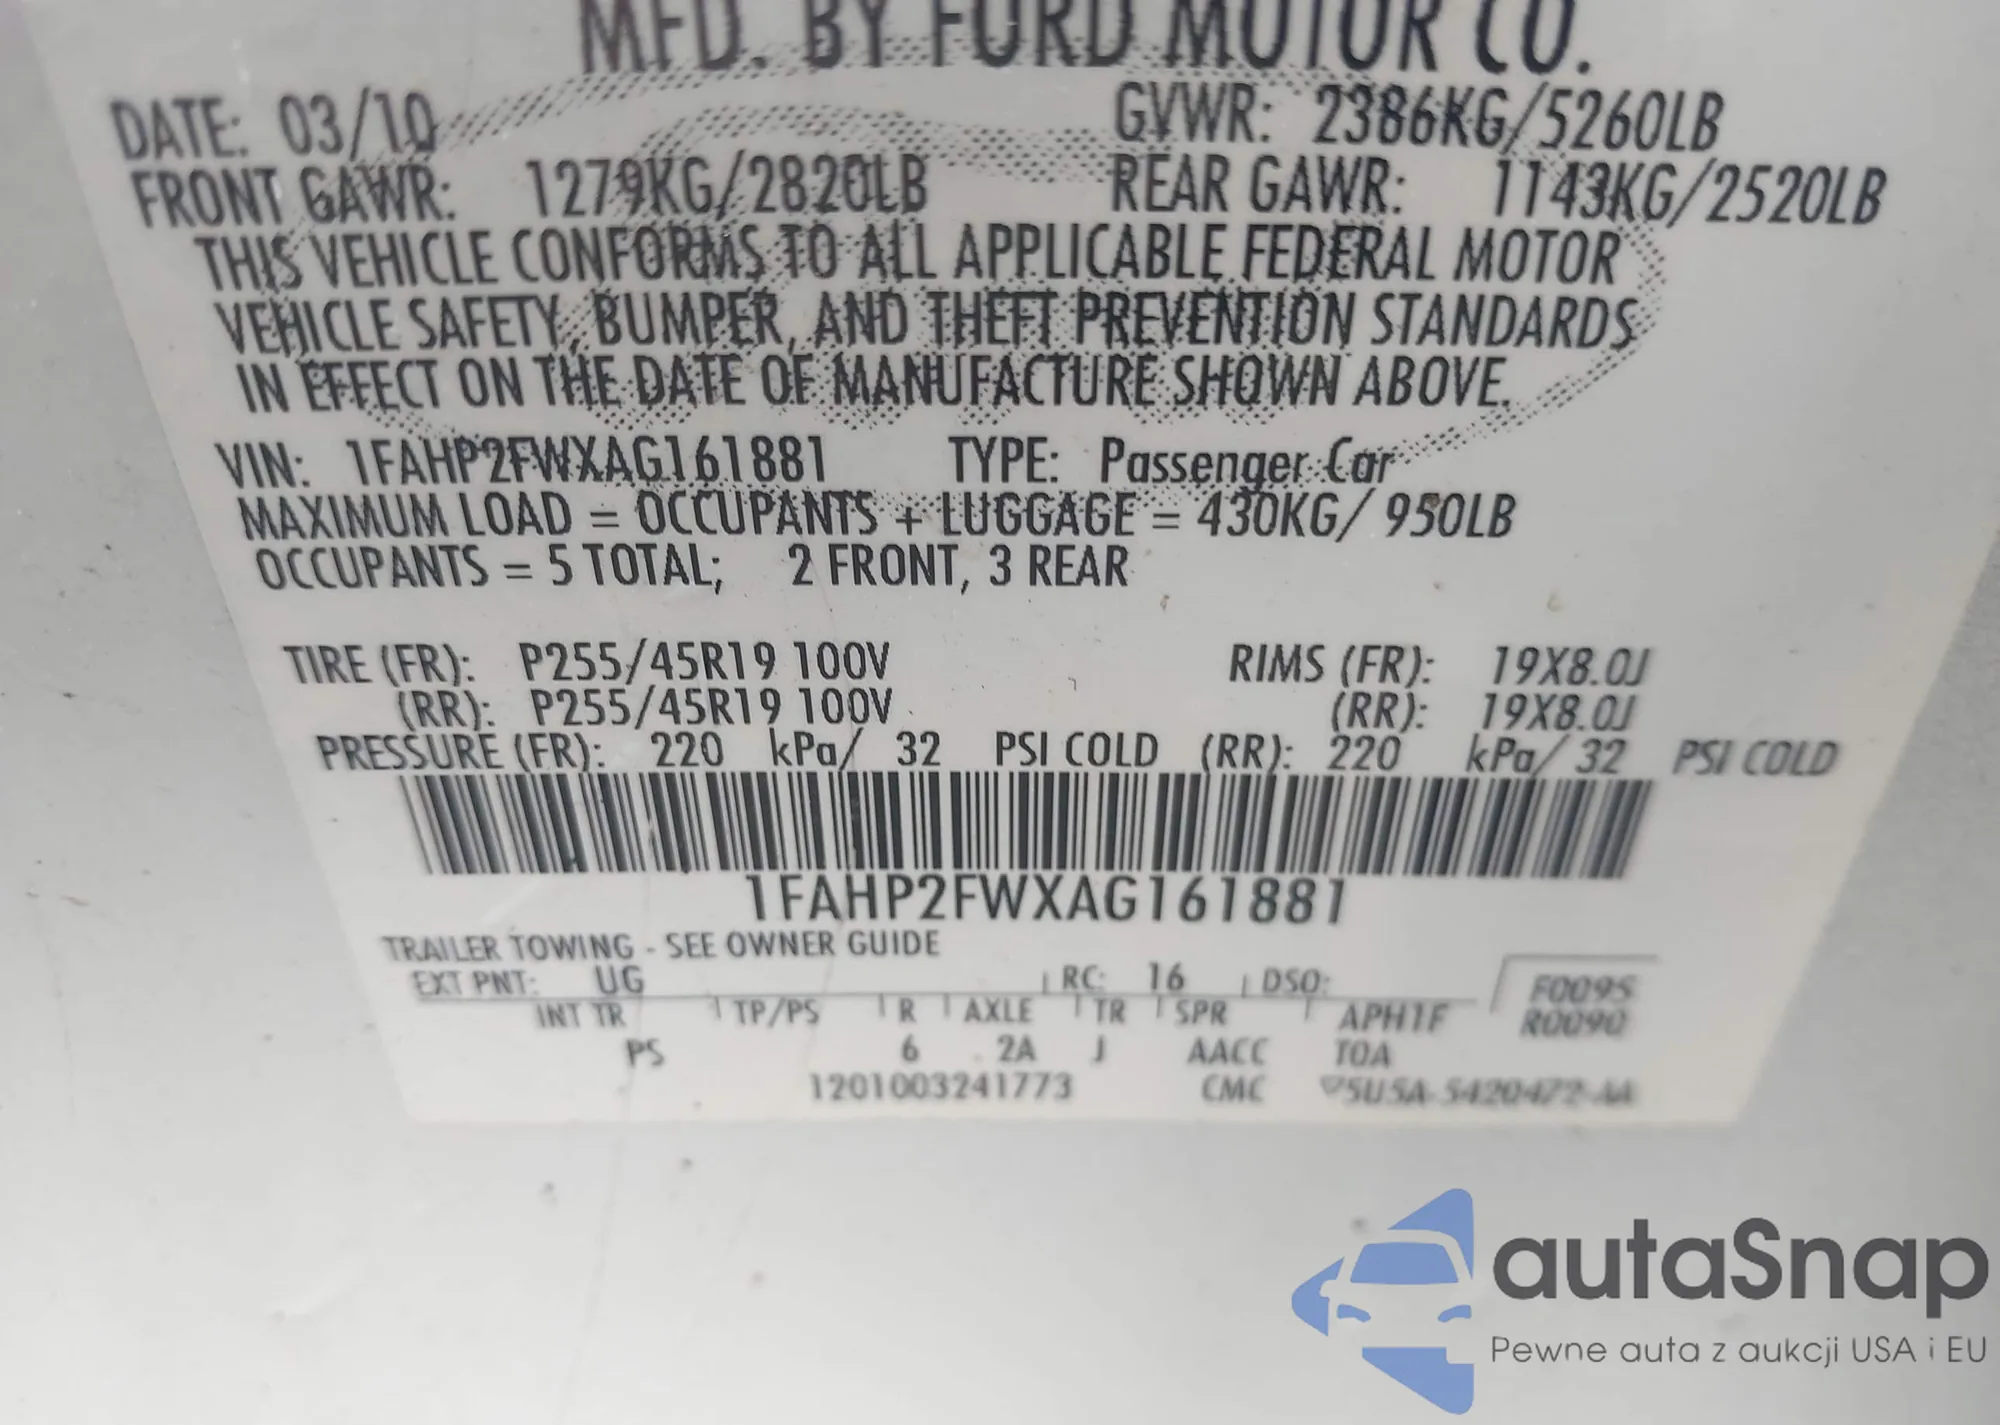 MFD. BY FORD MOTOR CO.
DATE: 03/10 GVWR: 2386KG/5260LB
FRONT GAWR: 1279KG/2820LB REAR GAWR: 1143KG/2520LB
THIS VEHICLE CONFORMS TO ALL APPLICABLE FEDERAL MOTOR
VEHICLE SAFETY, BUMPER, AND THEFT PREVENTION STANDARDS
IN EFFECT ON THE DATE OF MANUFACTURE SHOWN ABOVE.
VIN: 1FAHP2FWXAG161881 TYPE: Passenger Car
MAXIMUM LOAD = OCCUPANTS + LUGGAGE = 430KG/ 950LB
OCCUPANTS = 5 TOTAL; 2 FRONT, 3 REAR
TIRE (FR): P255/45R19 100V RIMS (FR): 19X8.0J
(RR): P255/45R19 100V (RR): 19X8.0J
PRESSURE (FR): 220 kPa/ 32 PSI COLD (RR): 220 kPa/ 32 PSI COLD
1FAHP2FWXAG161881
TRAILER TOWING - SEE OWNER GUIDE
EXT PNT: UG RC: 16 DSO: F0095
INT TR TP/PS R AXLE TR SPR APH1F R0090
PS 6 2A J AACC TOA
1201003241773 CMC
autaSnap
Pewne auta z aukcji USA i EU